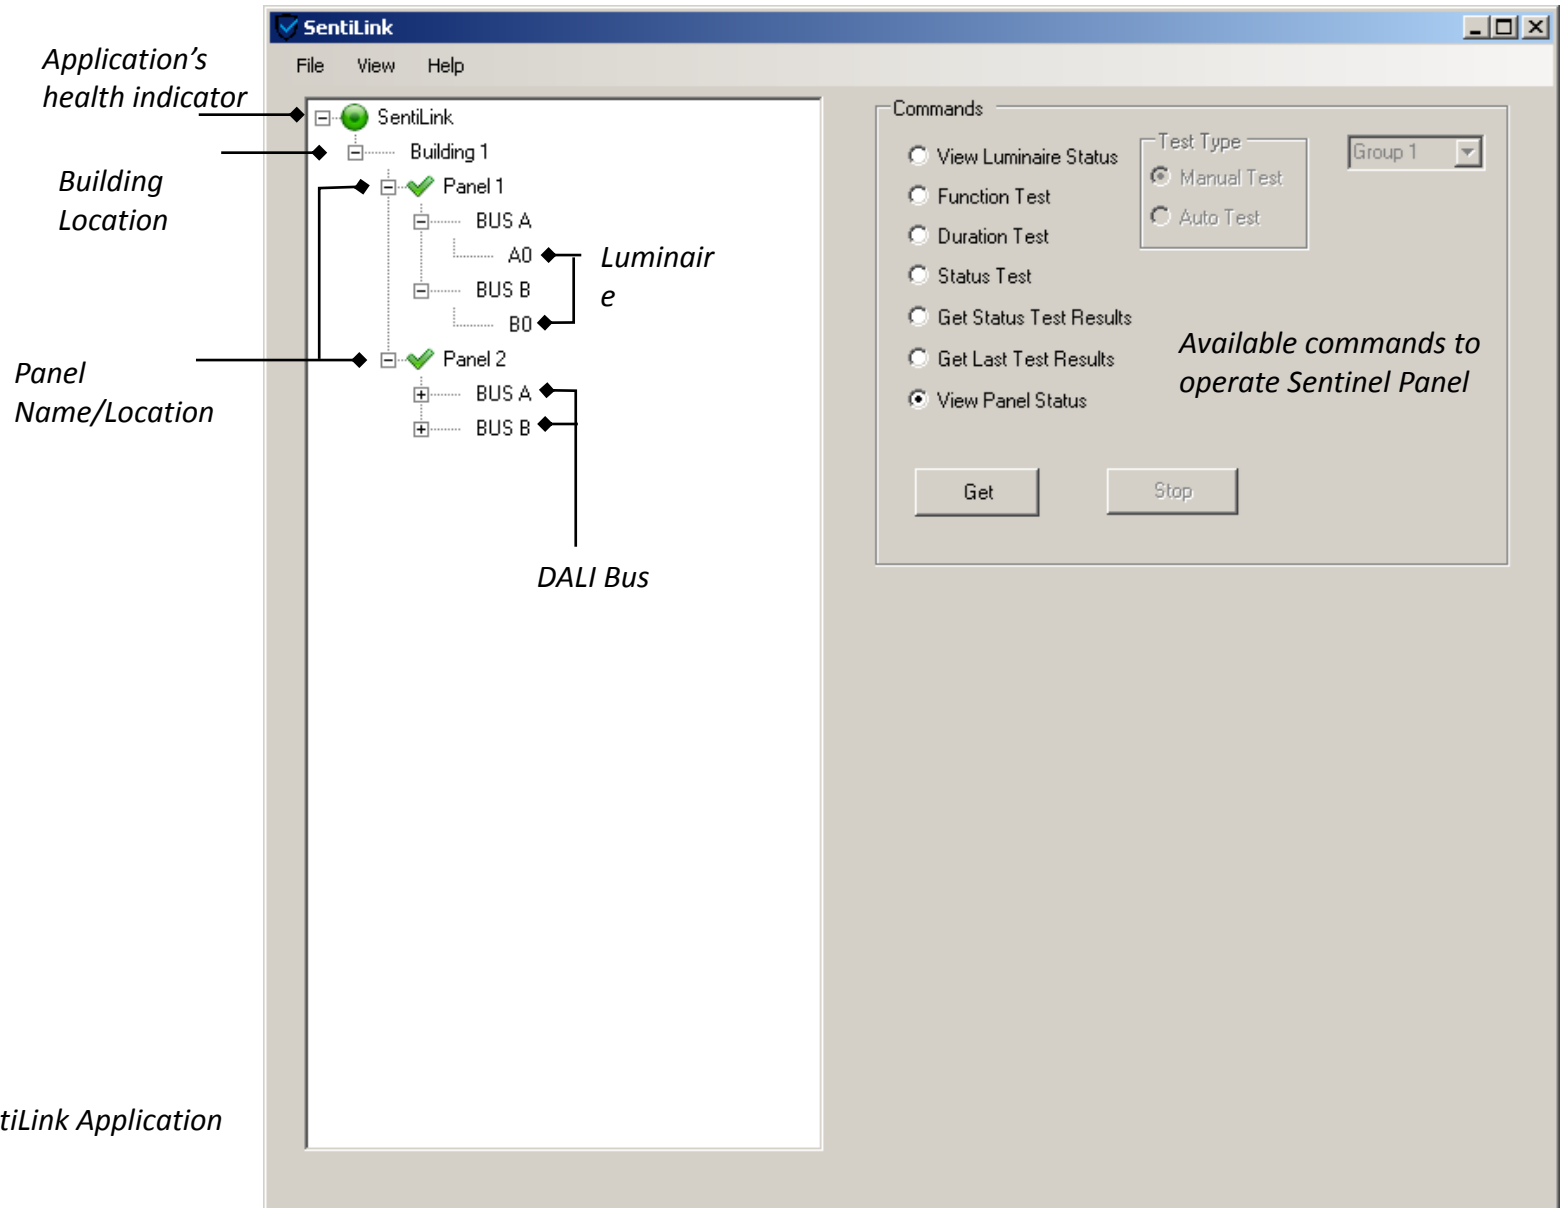 SentiLink
File View Help
Application's
health indicator
SentiLink
Building 1
Building
Location
Panel 1
BUS A
A0
BUS B
B0
Luminair
e
Panel
Name/Location
Panel 2
BUS A
BUS B
DALI Bus
Commands
View Luminaire Status
Function Test
Duration Test
Status Test
Get Status Test Results
Get Last Test Results
View Panel Status
Test Type
Manual Test
Auto Test
Group 1
Available commands to
operate Sentinel Panel
Get
Stop
tiLink Application